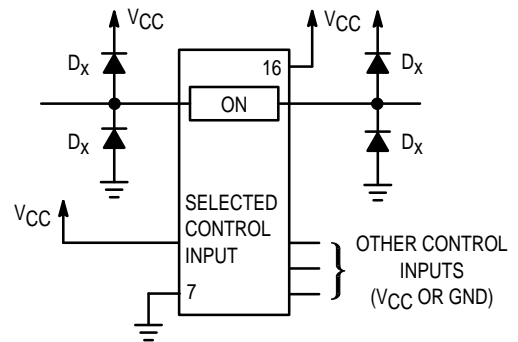 VCC
VCC
DX
16
DX
ON
DX
DX
VCC
SELECTED
CONTROL
INPUT
OTHER CONTROL
INPUTS
(VCC OR GND)
7